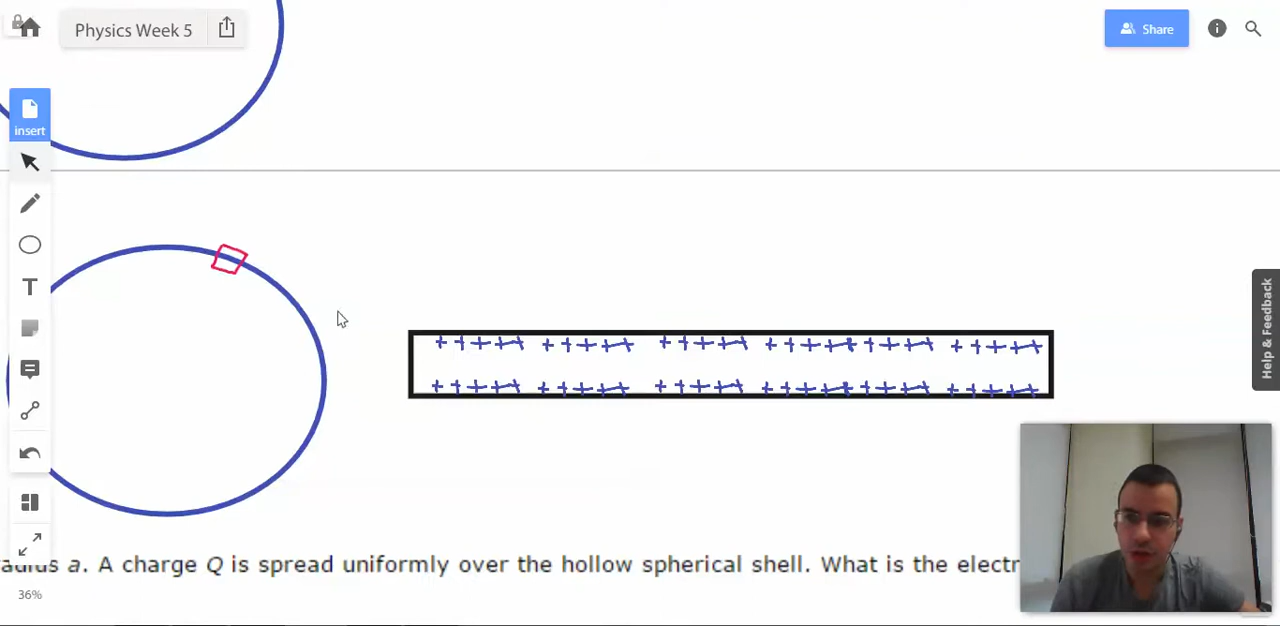 Physics Week 5
Share
insert
T
Help & Feedback
radius a. A charge Q is spread uniformly over the hollow spherical shell. What is the electr
36%